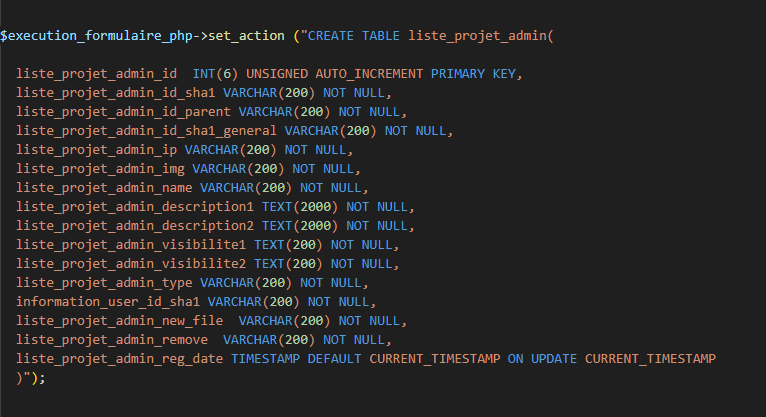 $execution_formulaire_php->set_action ("CREATE TABLE liste_projet_admin(
liste_projet_admin_id  INT(6) UNSIGNED AUTO_INCREMENT PRIMARY KEY,
liste_projet_admin_id_sha1 VARCHAR(200) NOT NULL,
liste_projet_admin_id_parent VARCHAR(200) NOT NULL,
liste_projet_admin_id_sha1_general VARCHAR(200) NOT NULL,
liste_projet_admin_ip VARCHAR(200) NOT NULL,
liste_projet_admin_img VARCHAR(200) NOT NULL,
liste_projet_admin_name VARCHAR(200) NOT NULL,
liste_projet_admin_description1 TEXT(2000) NOT NULL,
liste_projet_admin_description2 TEXT(2000) NOT NULL,
liste_projet_admin_visibilite1 TEXT(200) NOT NULL,
liste_projet_admin_visibilite2 TEXT(200) NOT NULL,
liste_projet_admin_type VARCHAR(200) NOT NULL,
information_user_id_sha1 VARCHAR(200) NOT NULL,
liste_projet_admin_new_file  VARCHAR(200) NOT NULL,
liste_projet_admin_remove  VARCHAR(200) NOT NULL,
liste_projet_admin_reg_date TIMESTAMP DEFAULT CURRENT_TIMESTAMP ON UPDATE CURRENT_TIMESTAMP
)");